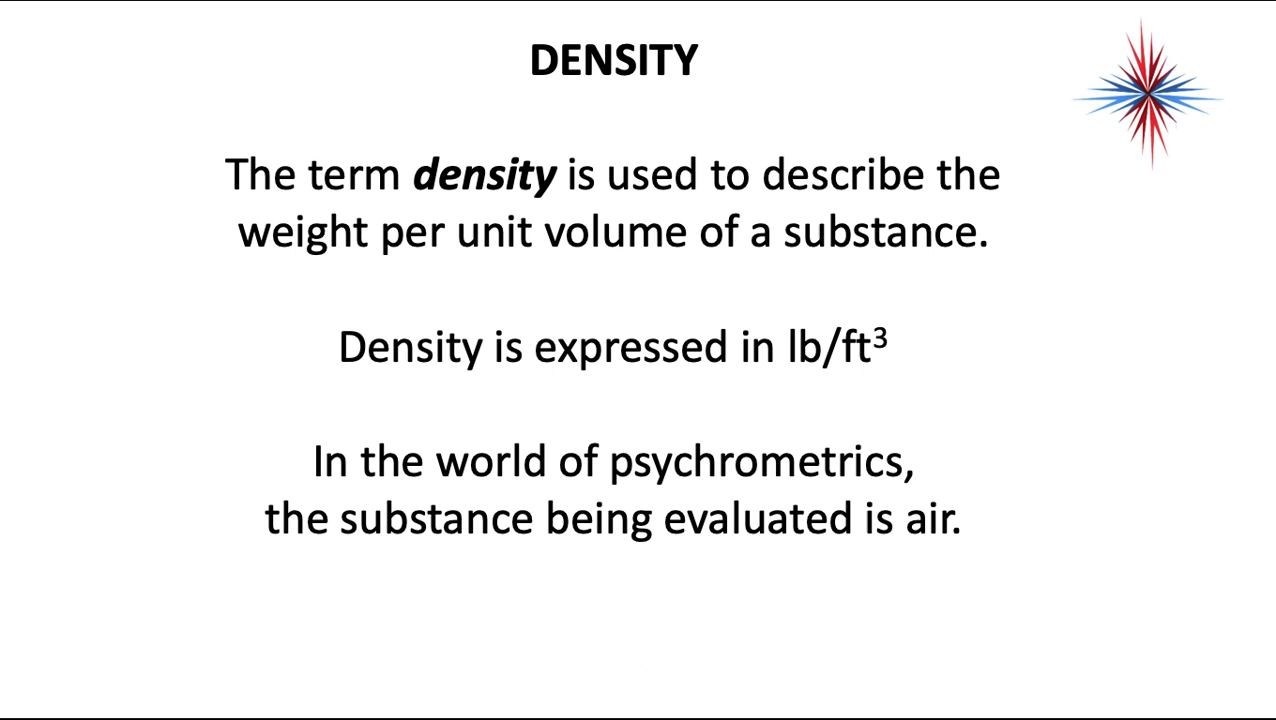 DENSITY
The term density is used to describe the
weight per unit volume of a substance.
Density is expressed in lb/ft³
In the world of psychrometrics,
the substance being evaluated is air.